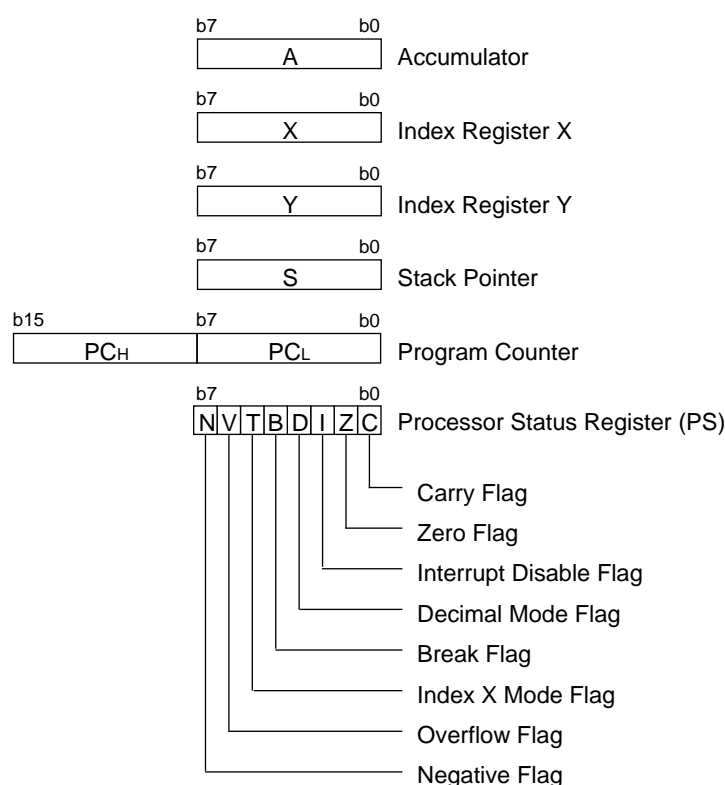 b7 b0
A Accumulator
b7 b0
X Index Register X
b7 b0
Y Index Register Y
b7 b0
S Stack Pointer
b15 b7 b0
PCH PCL Program Counter
b7 b0
N V T B D I Z C Processor Status Register (PS)
Carry Flag
Zero Flag
Interrupt Disable Flag
Decimal Mode Flag
Break Flag
Index X Mode Flag
Overflow Flag
Negative Flag